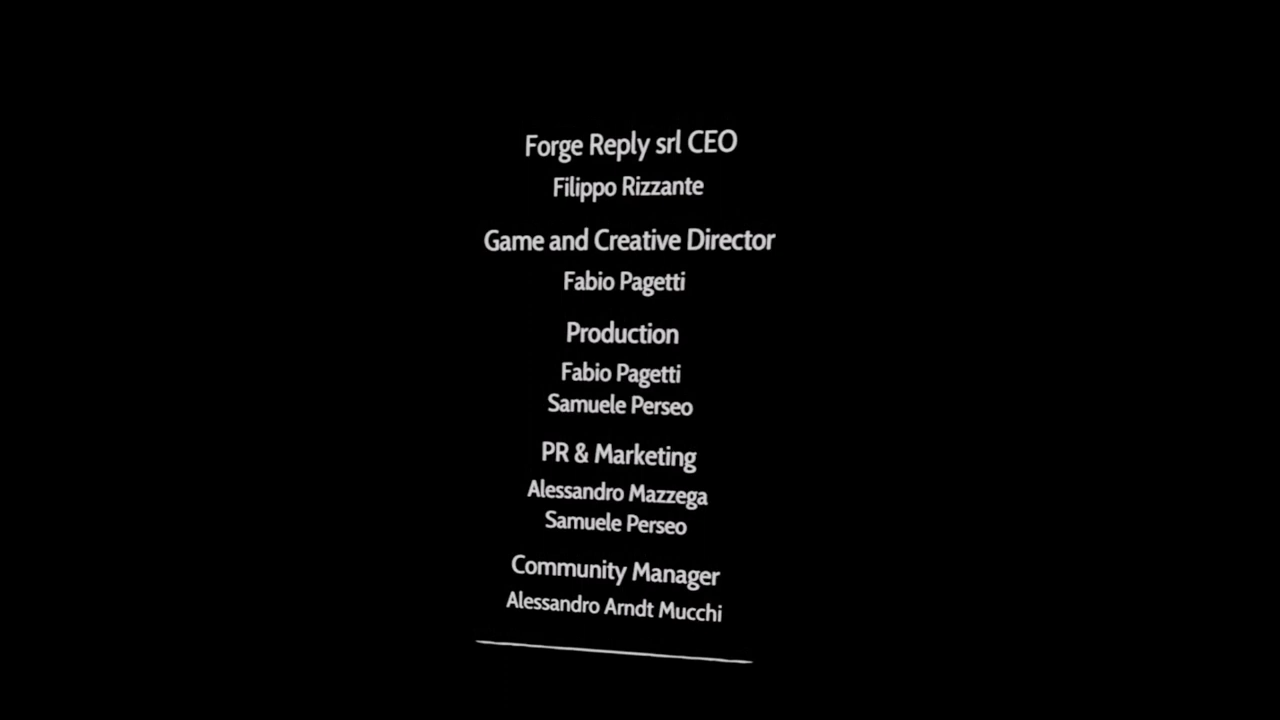 Forge Reply srl CEO
Filippo Rizzante
Game and Creative Director
Fabio Pagetti
Production
Fabio Pagetti
Samuele Perseo
PR & Marketing
Alessandro Mazzega
Samuele Perseo
Community Manager
Alessandro Arndt Mucchi